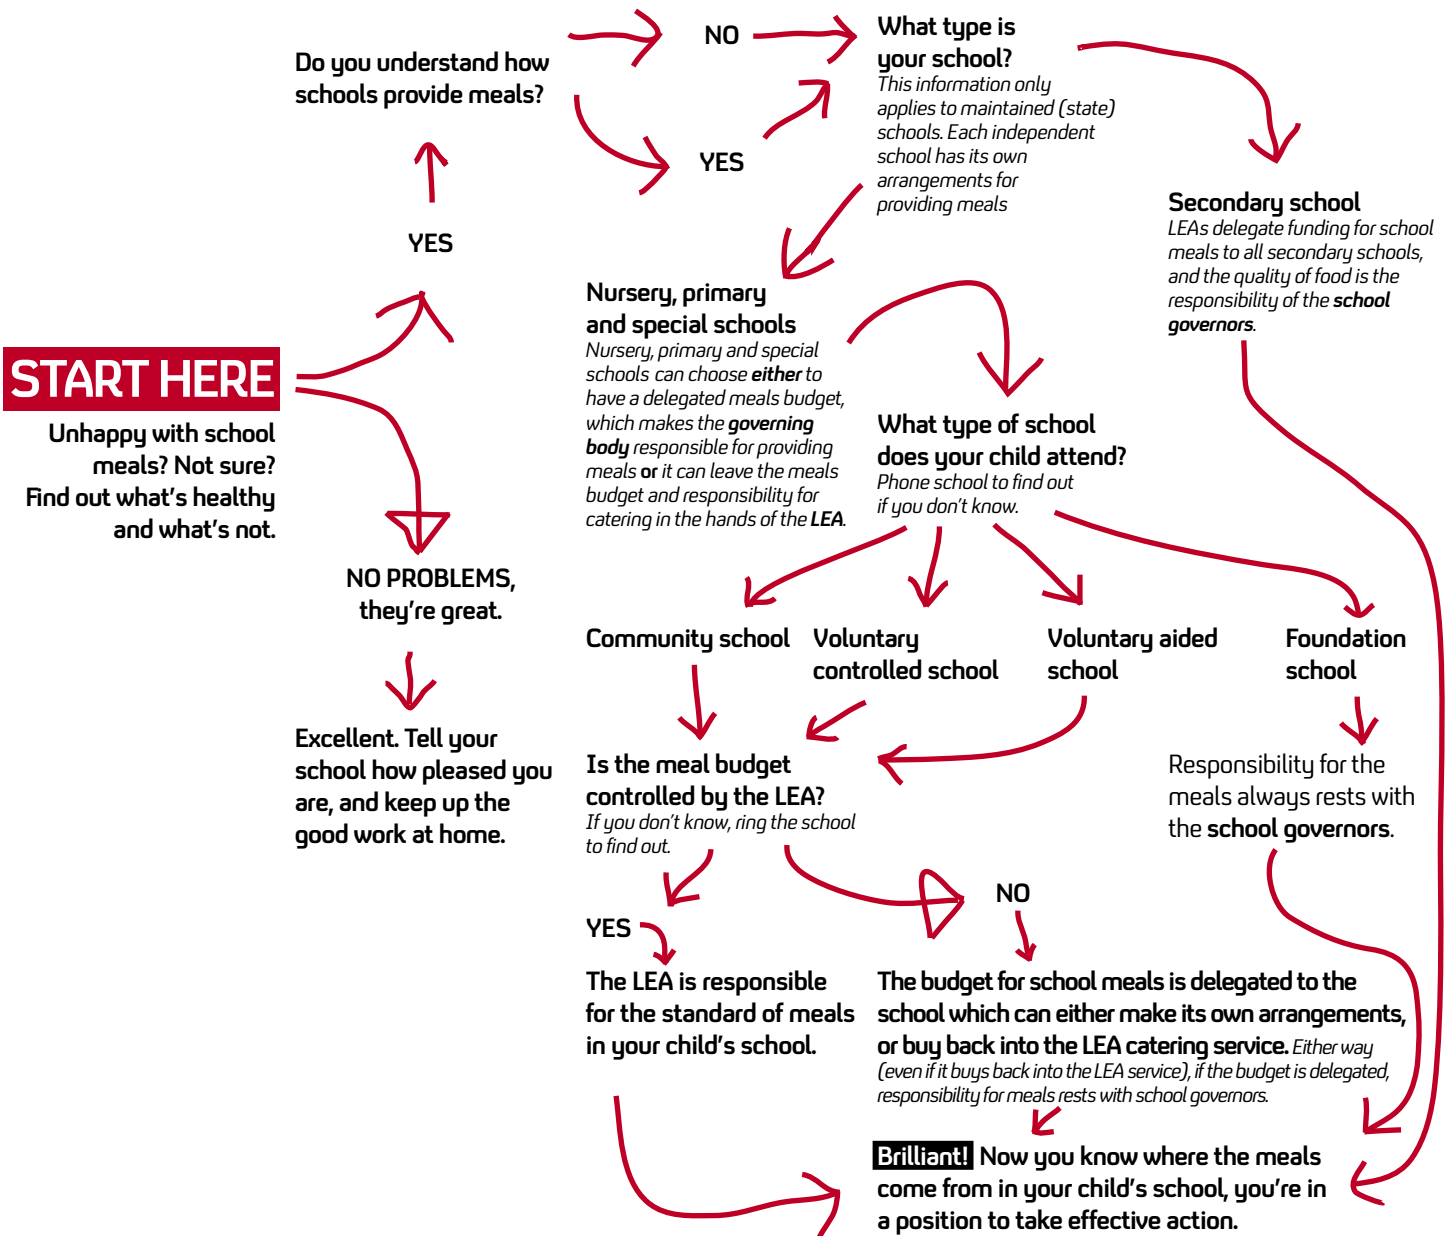 START HERE
Unhappy with school
meals? Not sure?
Find out what's healthy
and what's not.
YES
Do you understand how
schools provide meals?
NO
YES
What type is
your school?
This information only
applies to maintained (state)
schools. Each independent
school has its own
arrangements for
providing meals
Secondary school
LEAs delegate funding for school
meals to all secondary schools,
and the quality of food is the
responsibility of the school
governors.
Nursery, primary
and special schools
Nursery, primary and special
schools can choose either to
have a delegated meals budget,
which makes the governing
body responsible for providing
meals or it can leave the meals
budget and responsibility for
catering in the hands of the LEA.
What type of school
does your child attend?
Phone school to find out
if you don't know.
NO PROBLEMS,
they're great.
Excellent. Tell your
school how pleased you
are, and keep up the
good work at home.
Community school
Voluntary
controlled school
Voluntary aided
school
Foundation
school
Is the meal budget
controlled by the LEA?
If you don't know, ring the school
to find out.
Responsibility for the
meals always rests with
the school governors.
YES
NO
The LEA is responsible
for the standard of meals
in your child's school.
The budget for school meals is delegated to the
school which can either make its own arrangements,
or buy back into the LEA catering service. Either way
(even if it buys back into the LEA service), if the budget is delegated,
responsibility for meals rests with school governors.
Brilliant! Now you know where the meals
come from in your child's school, you're in
a position to take effective action.